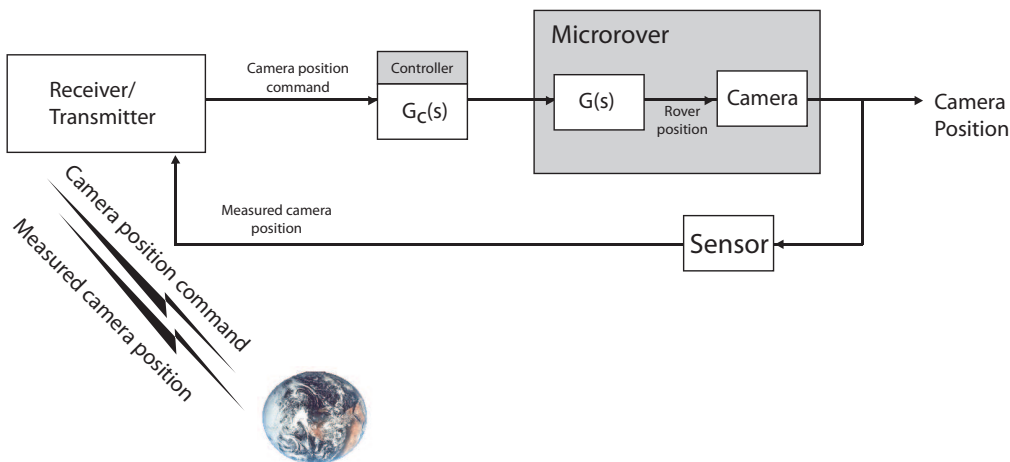 Microrover
Receiver/
Transmitter
Camera position
command
Controller
G_C(s)
G(s)
Rover
position
Camera
Camera
Position
Measured camera
position
Sensor
Camera position command
Measured camera position